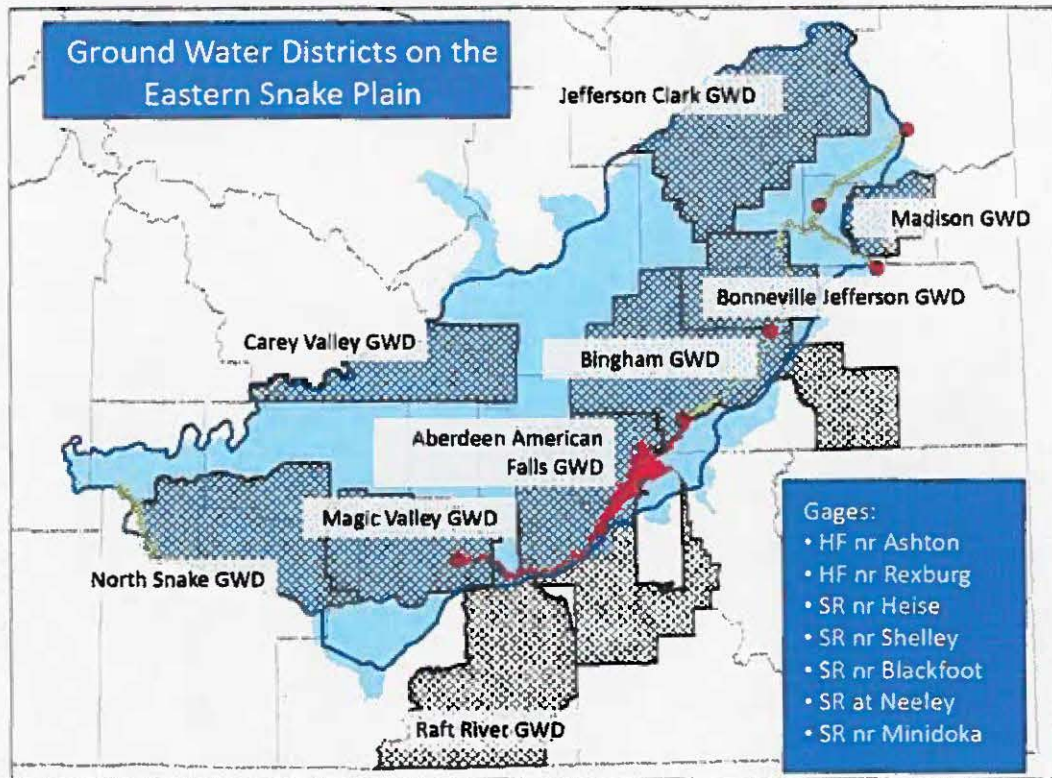 Ground Water Districts on the
Eastern Snake Plain
Jefferson Clark GWD
Madison GWD
Bonneville Jefferson GWD
Carey Valley GWD
Bingham GWD
Aberdeen American
Falls GWD
Magic Valley GWD
North Snake GWD
Raft River GWD
Gages:
• HF nr Ashton
• HF nr Rexburg
• SR nr Heise
• SR nr Shelley
• SR nr Blackfoot
• SR at Neeley
• SR nr Minidoka